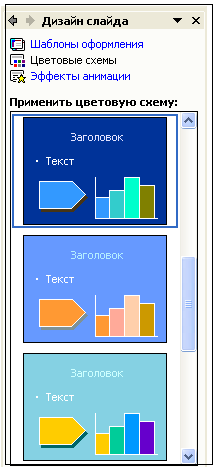 Дизайн слайда
Шаблоны оформления
Цветовые схемы
Эффекты анимации
Применить цветовую схему:
Заголовок
• Текст
Заголовок
• Текст
Заголовок
• Текст